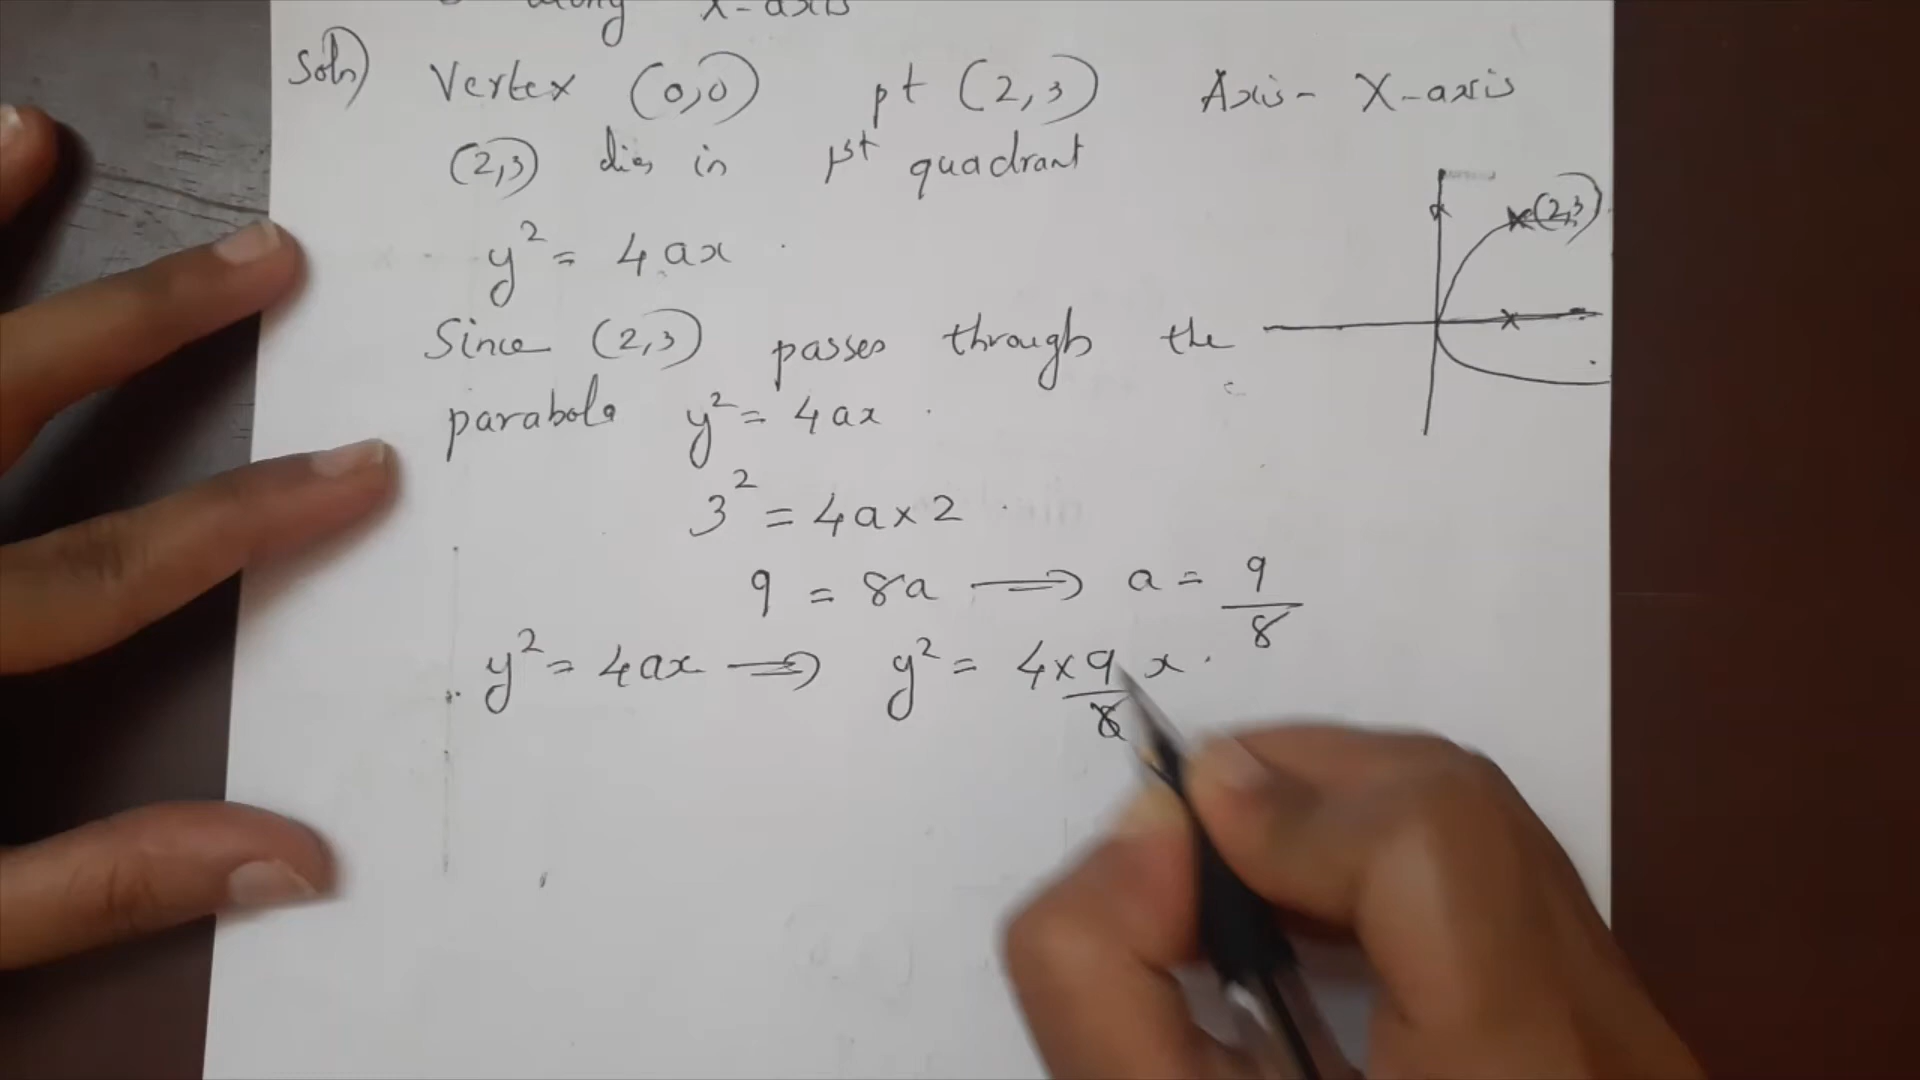 along x-axis
Soln) Vertex (0,0) pt (2,3) Axis - X-axis
(2,3) lies in 1st quadrant
y² = 4ax
(2,3)
Since (2,3) passes through the
parabola y² = 4ax
3² = 4a×2
9 = 8a ⟹ a = 9/8
y² = 4ax ⟹ y² = 4×9/8 x